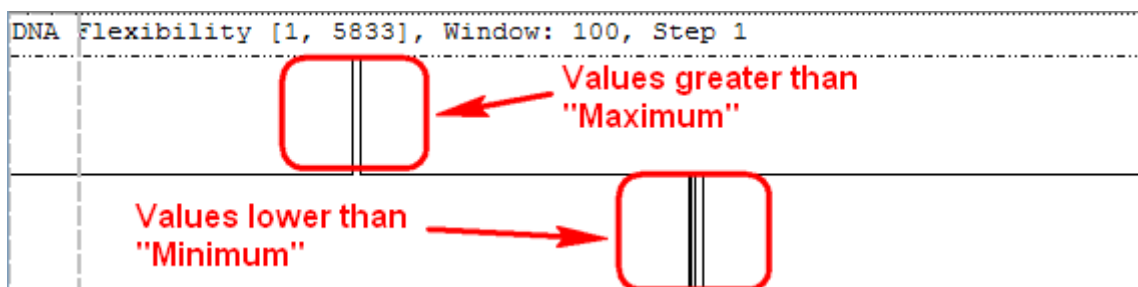 DNA Flexibility [1, 5833], Window: 100, Step 1
Values greater than
"Maximum"
Values lower than
"Minimum"